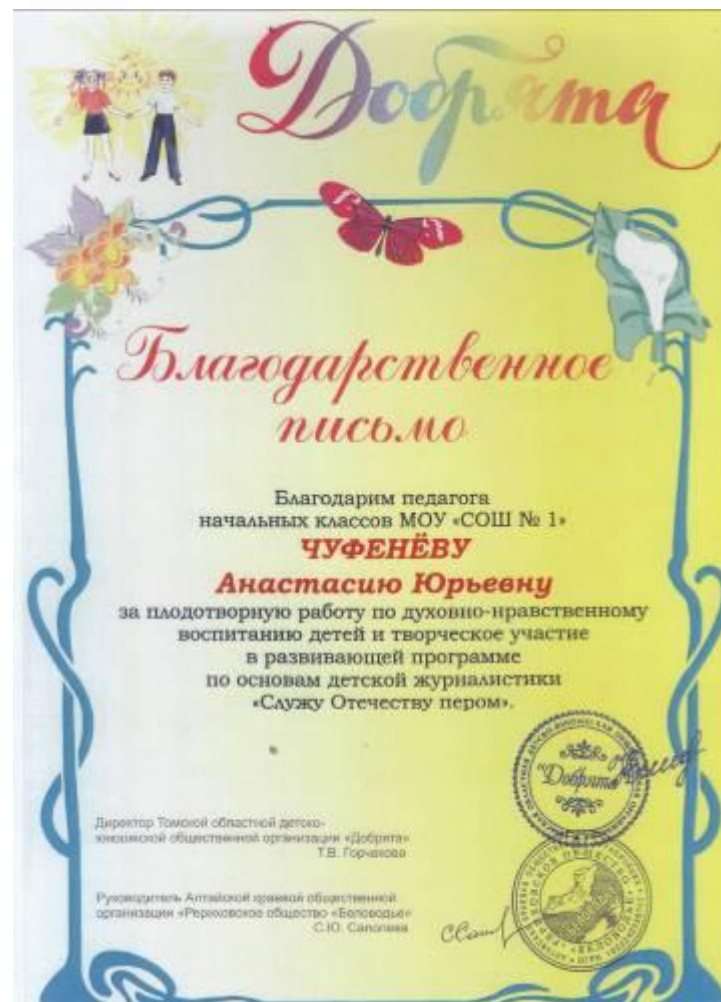 Добрята
Благодарственное
письмо
Благодарим педагога
начальных классов МОУ «СОШ № 1»
ЧУФЕНЁВУ
Анастасию Юрьевну
за плодотворную работу по духовно-нравственному
воспитанию детей и творческое участие
в развивающей программе
по основам детской журналистики
«Служу Отечеству пером».
"Добрята"
Директор Томской областной детско-
юношеской общественной организации «Добрята»
Т.В. Горчакова
Руководитель Алтайской краевой общественной
организации «Рериховское общество «Беловодье»
С.Ю.